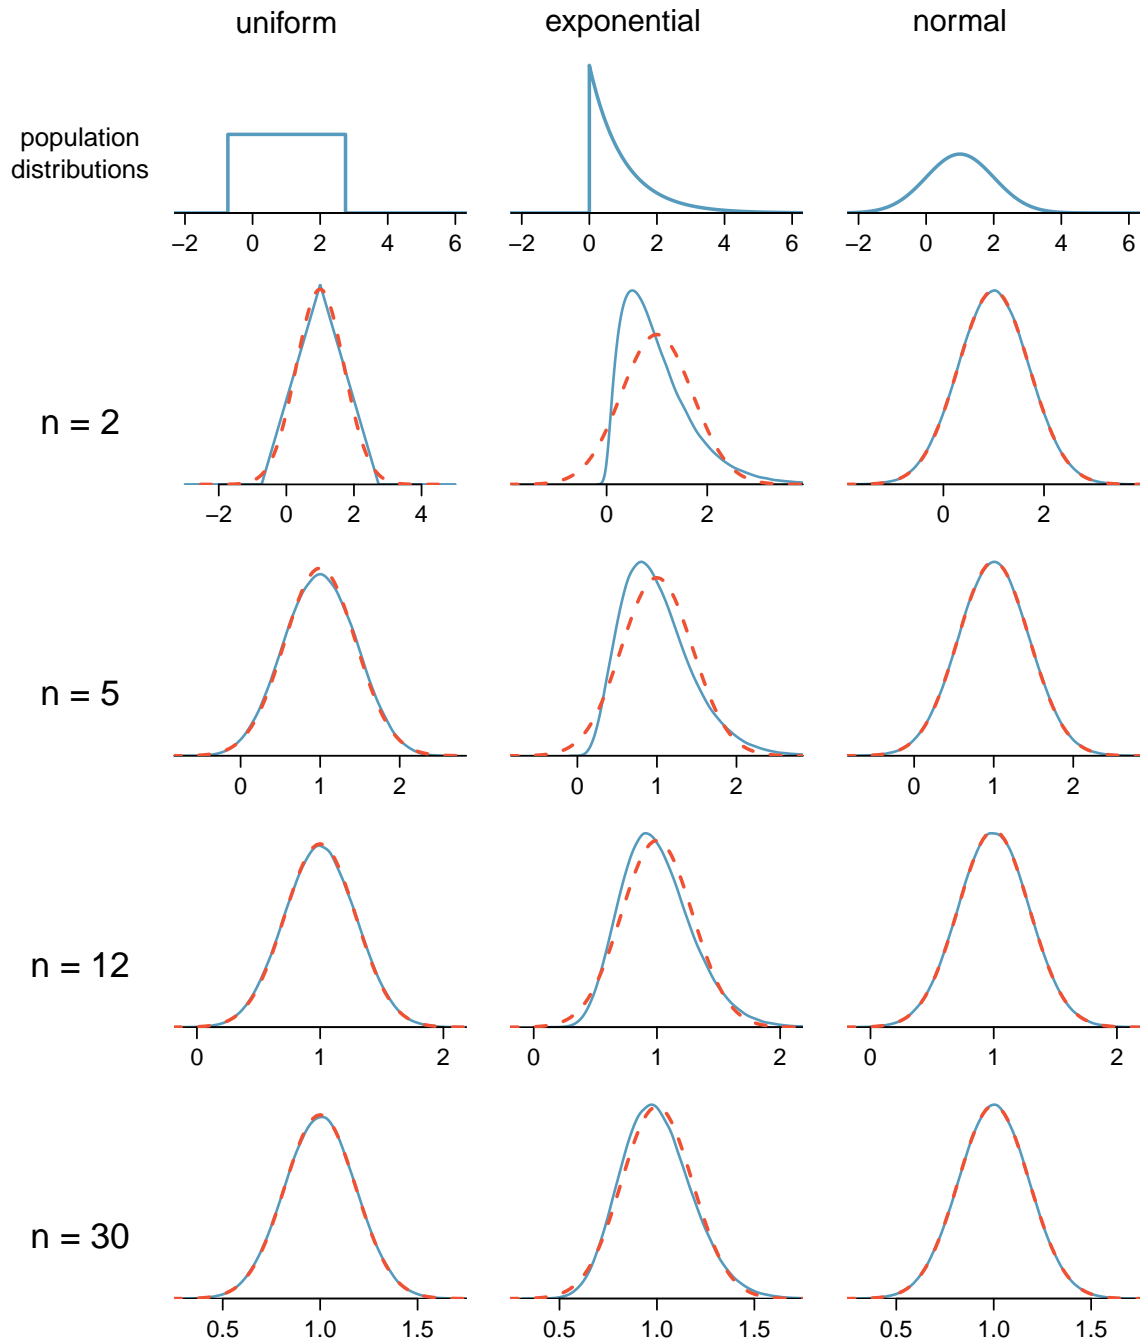 uniform exponential normal
population
distributions
−2 0 2 4 6 −2 0 2 4 6 −2 0 2 4 6
n = 2
−2 0 2 4 0 2 0 2
n = 5
0 1 2 0 1 2 0 1 2
n = 12
0 1 2 0 1 2 0 1 2
n = 30
0.5 1.0 1.5 0.5 1.0 1.5 0.5 1.0 1.5